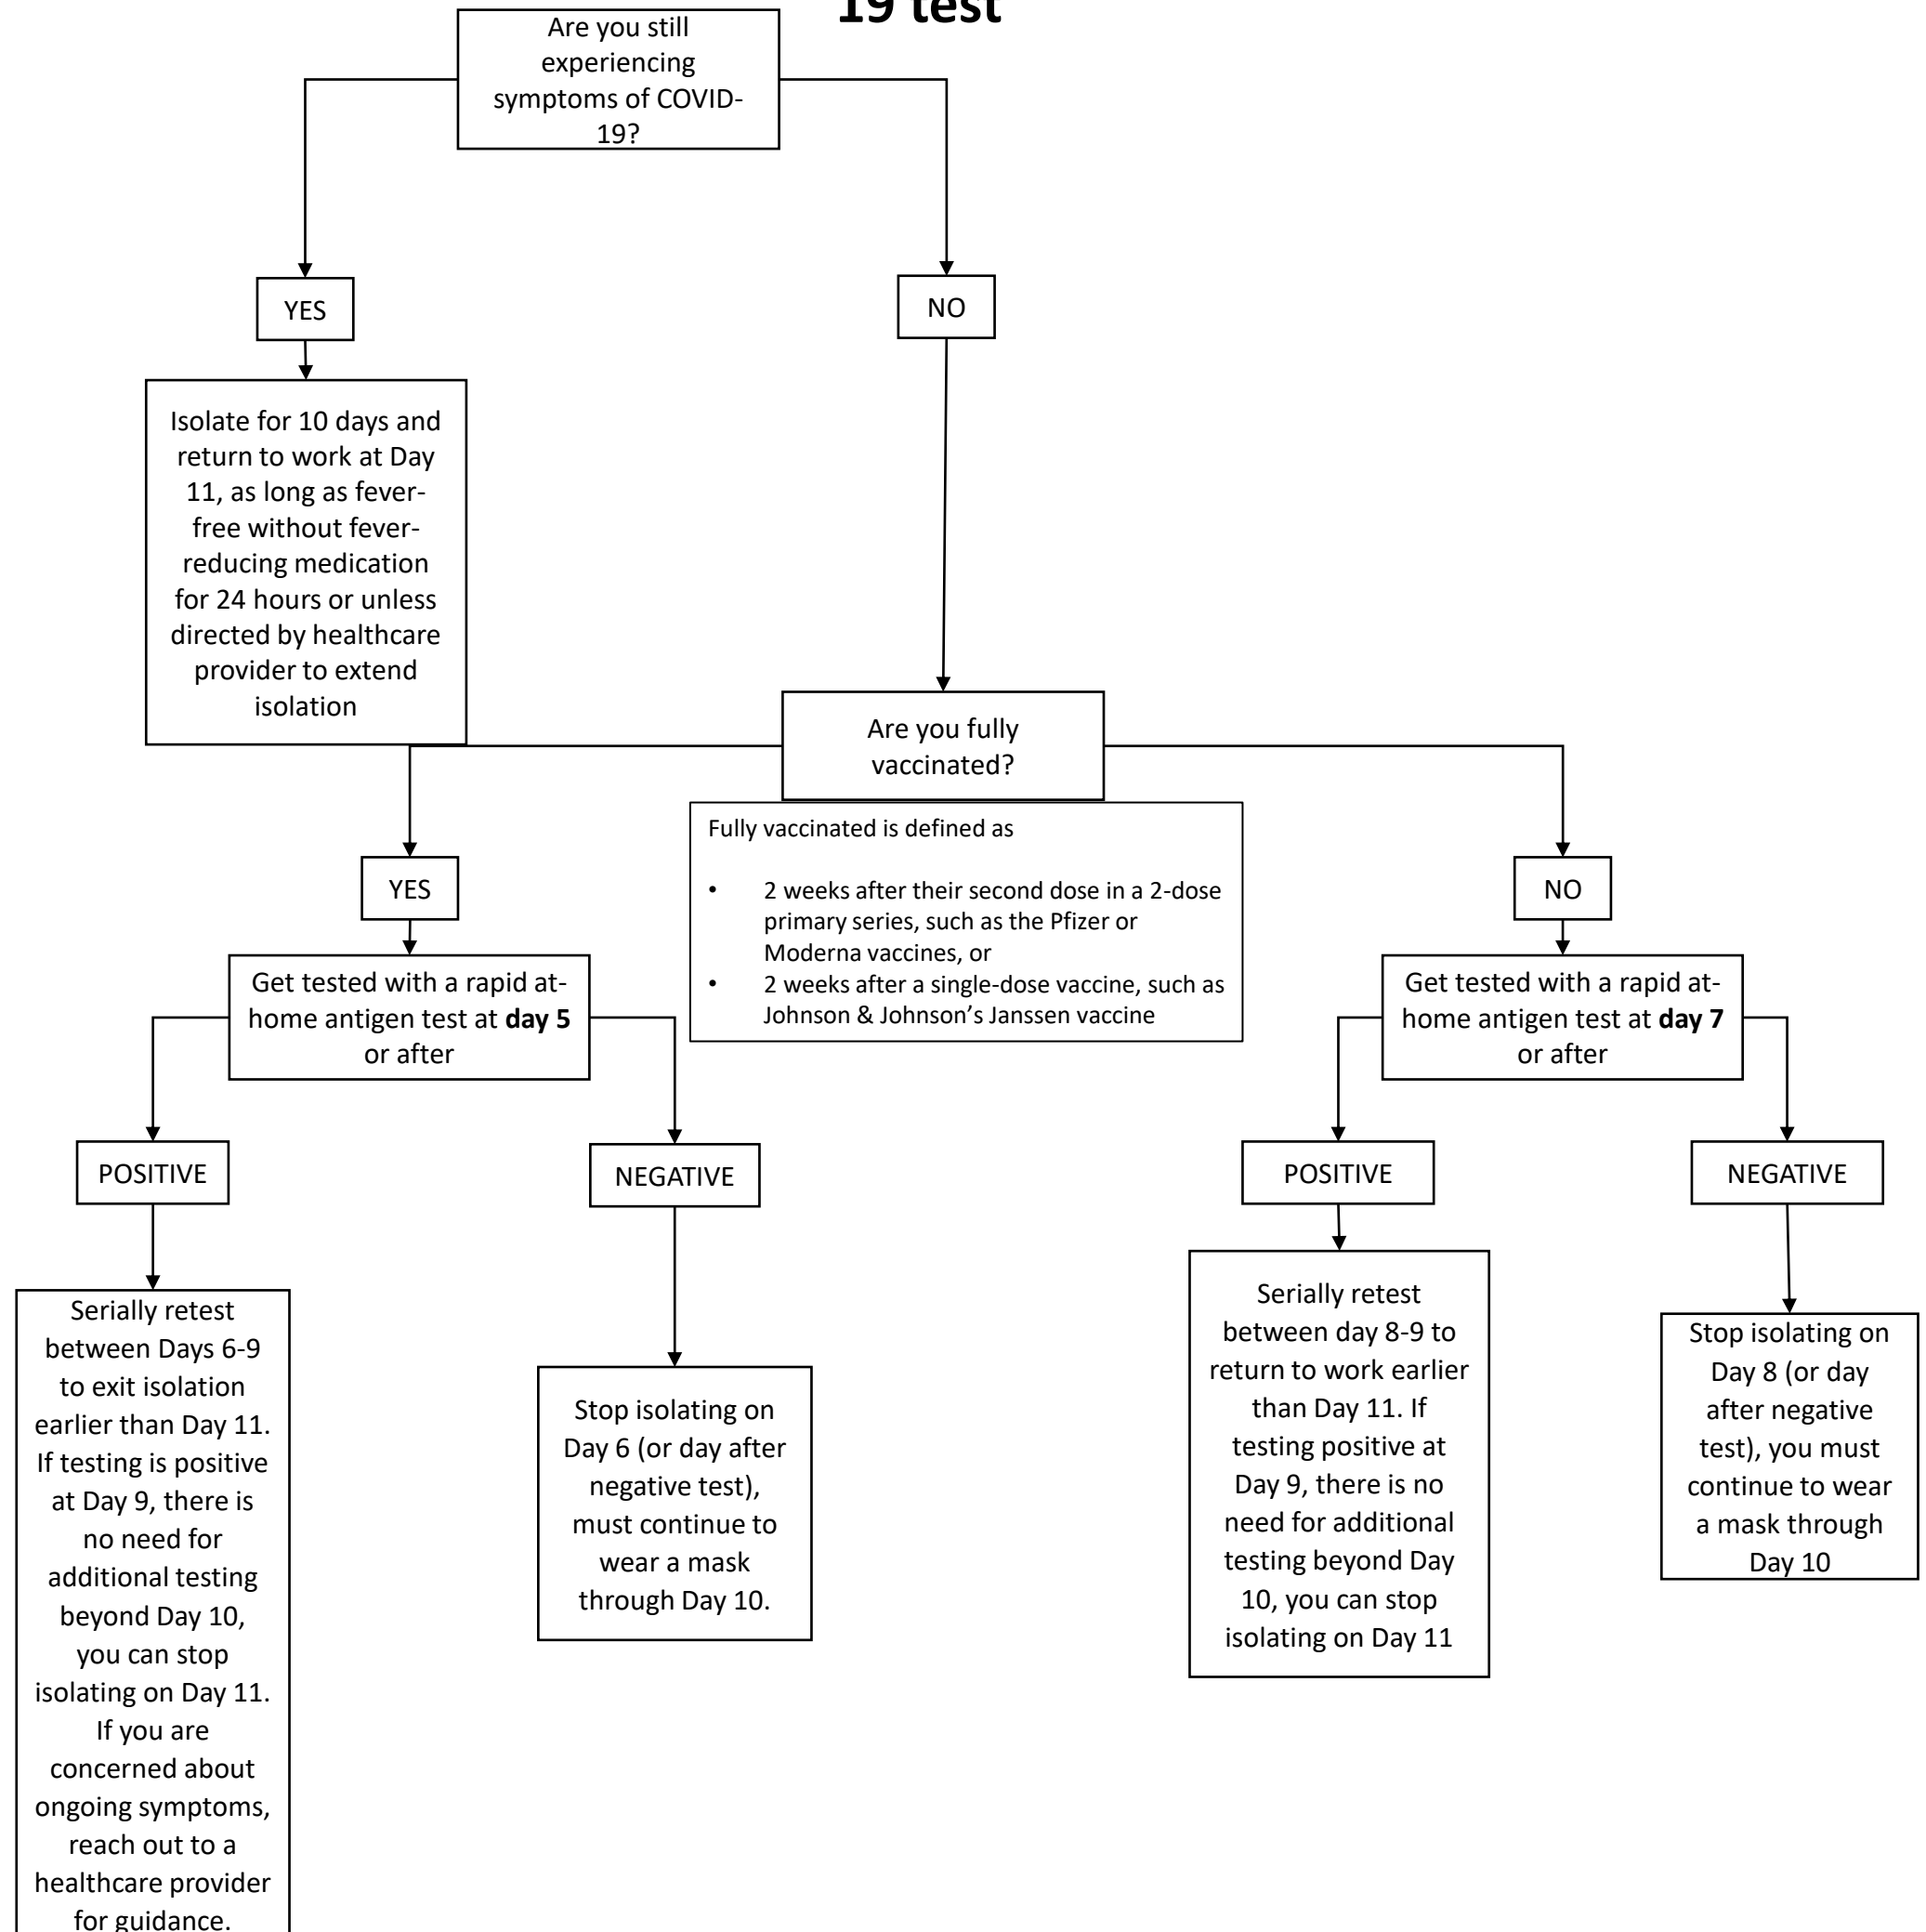 19 test
Are you still
experiencing
symptoms of COVID-
19?
YES
NO
Isolate for 10 days and
return to work at Day
11, as long as fever-
free without fever-
reducing medication
for 24 hours or unless
directed by healthcare
provider to extend
isolation
Are you fully
vaccinated?
Fully vaccinated is defined as
• 2 weeks after their second dose in a 2-dose
primary series, such as the Pfizer or
Moderna vaccines, or
• 2 weeks after a single-dose vaccine, such as
Johnson & Johnson’s Janssen vaccine
YES
NO
Get tested with a rapid at-
home antigen test at day 5
or after
Get tested with a rapid at-
home antigen test at day 7
or after
POSITIVE
NEGATIVE
POSITIVE
NEGATIVE
Serially retest
between Days 6-9
to exit isolation
earlier than Day 11.
If testing is positive
at Day 9, there is
no need for
additional testing
beyond Day 10,
you can stop
isolating on Day 11.
If you are
concerned about
ongoing symptoms,
reach out to a
healthcare provider
for guidance.
Stop isolating on
Day 6 (or day after
negative test),
must continue to
wear a mask
through Day 10.
Serially retest
between day 8-9 to
return to work earlier
than Day 11. If
testing positive at
Day 9, there is no
need for additional
testing beyond Day
10, you can stop
isolating on Day 11
Stop isolating on
Day 8 (or day
after negative
test), you must
continue to wear
a mask through
Day 10